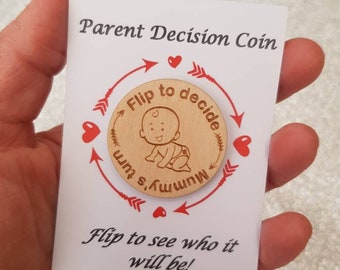 Parent Decision Coin
Flip to decide
Mummy's turn
Flip to see who it
will be!